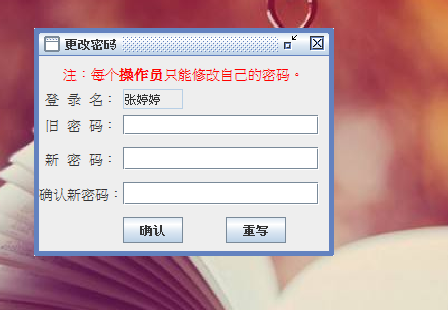 更改密码
注：每个操作员只能修改自己的密码。
登 录 名： 张婷婷
旧 密 码：
新 密 码：
确认新密码：
确认 重写